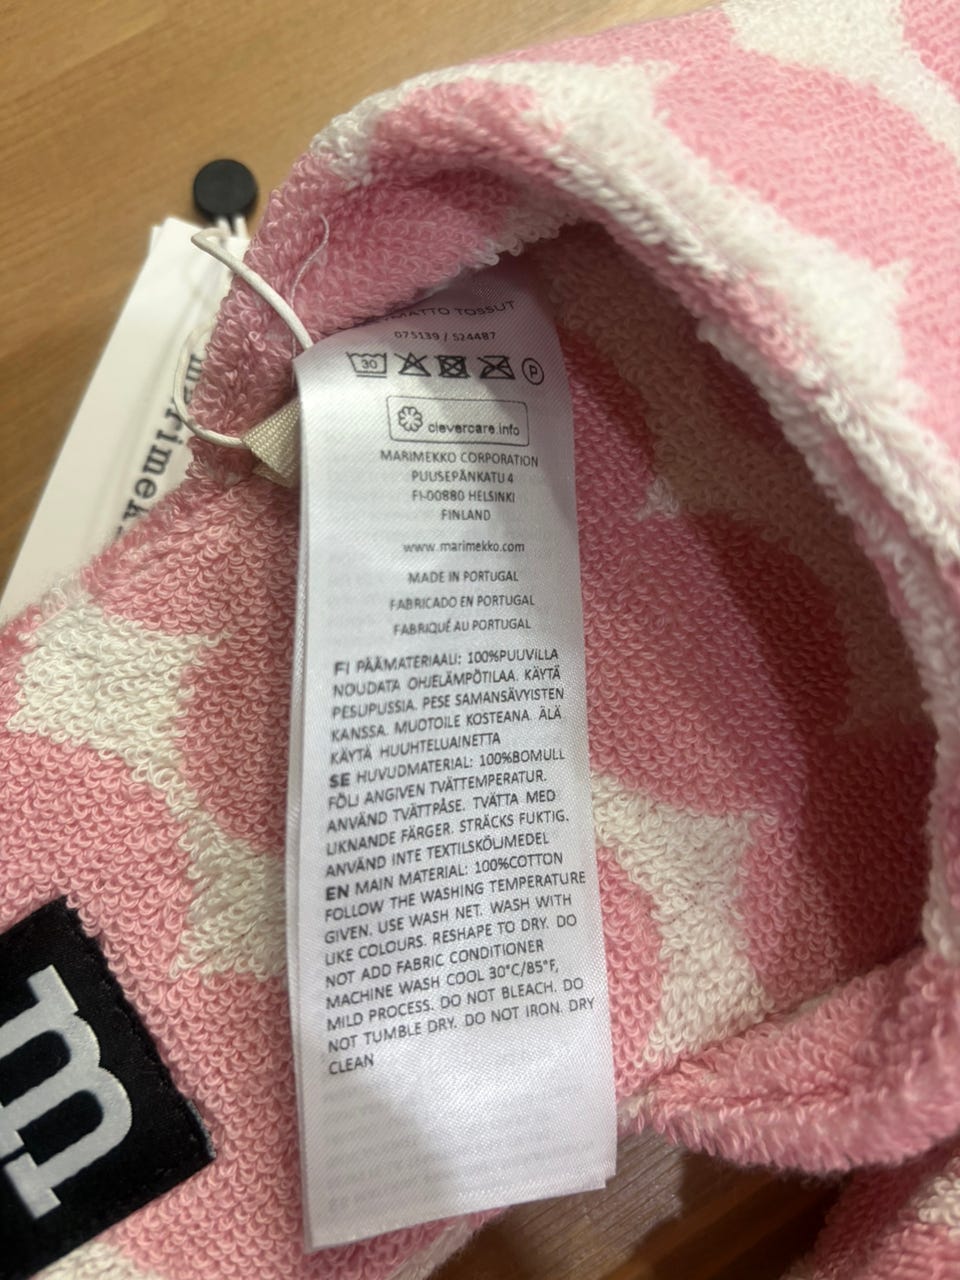 MATTO TOSSUT
075139 / 524487
30
P
clevercare.info
MARIMEKKO CORPORATION
PUUSEPÄNKATU 4
FI-00880 HELSINKI
FINLAND
www.marimekko.com
MADE IN PORTUGAL
FABRICADO EN PORTUGAL
FABRIQUÉ AU PORTUGAL
FI PÄÄMATERIAALI: 100%PUUVILLA
NOUDATA OHJELÄMPÖTILAA. KÄYTÄ
PESUPUSSIA. PESE SAMANSÄVYISTEN
KANSSA. MUOTOILE KOSTEANA. ÄLÄ
KÄYTÄ HUUHTELUAINETTA
SE HUVUDMATERIAL: 100%BOMULL
FÖLJ ANGIVEN TVÄTTEMPERATUR.
ANVÄND TVÄTTPÅSE. TVÄTTA MED
LIKNANDE FÄRGER. STRÄCKS FUKTIG.
ANVÄND INTE TEXTILSKÖLJMEDEL
EN MAIN MATERIAL: 100%COTTON
FOLLOW THE WASHING TEMPERATURE
GIVEN. USE WASH NET. WASH WITH
LIKE COLOURS. RESHAPE TO DRY. DO
NOT ADD FABRIC CONDITIONER
MACHINE WASH COOL 30°C/85°F,
MILD PROCESS. DO NOT BLEACH. DO
NOT TUMBLE DRY. DO NOT IRON. DRY
CLEAN
marimek
m